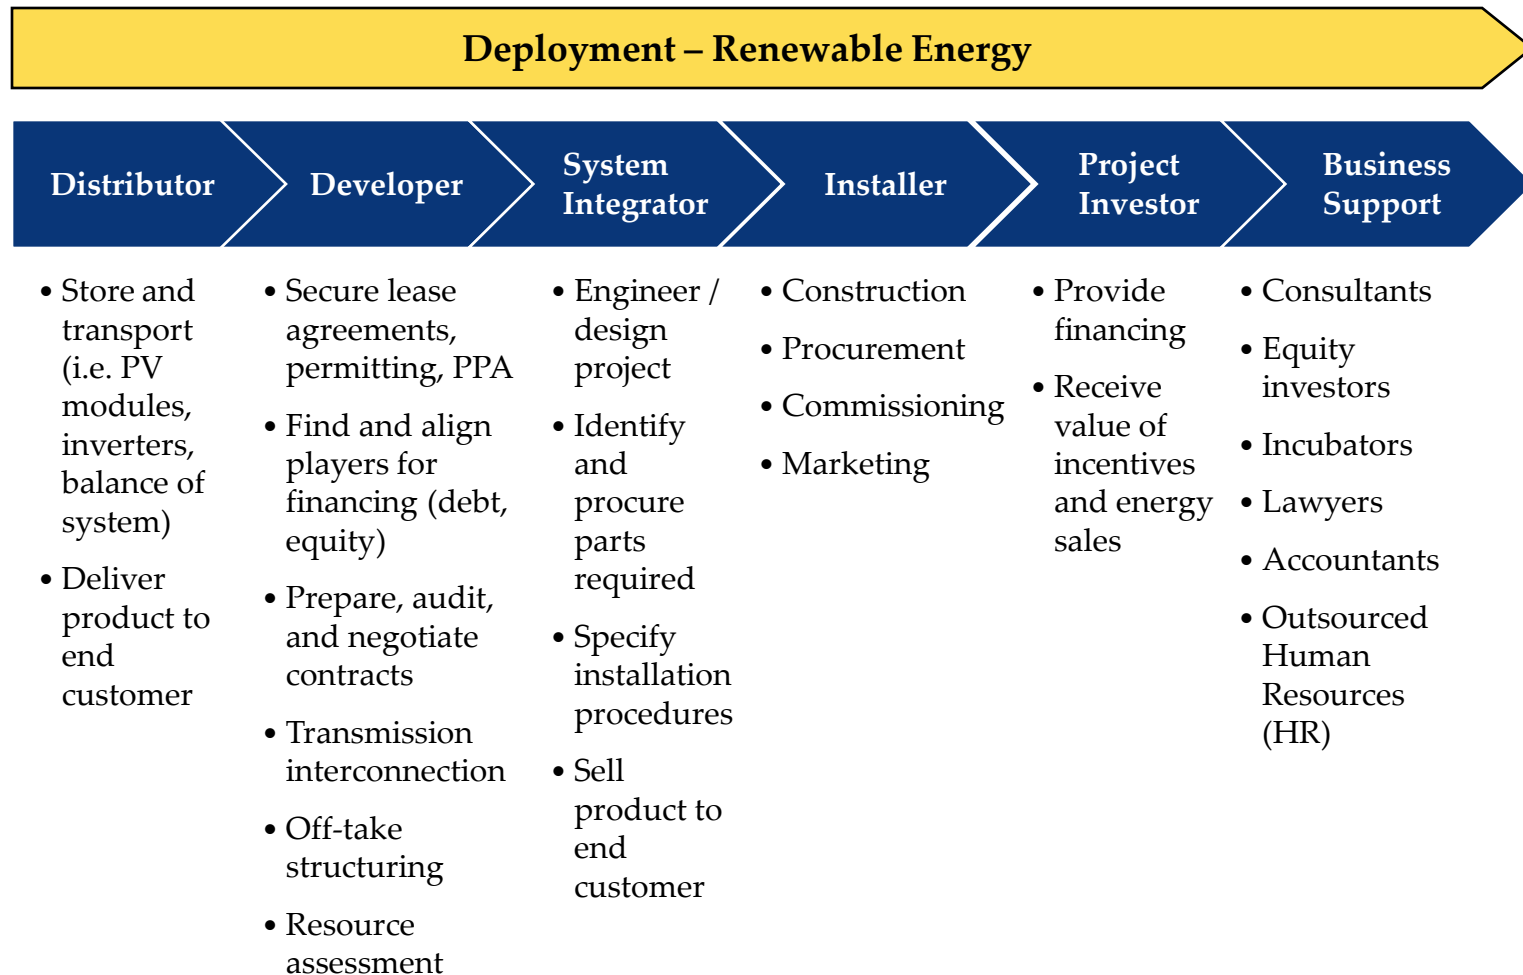 Deployment – Renewable Energy
Distributor
Developer
System
Integrator
Installer
Project
Investor
Business
Support
• Store and
transport
(i.e. PV
modules,
inverters,
balance of
system)
• Deliver
product to
end
customer
• Secure lease
agreements,
permitting, PPA
• Find and align
players for
financing (debt,
equity)
• Prepare, audit,
and negotiate
contracts
• Transmission
interconnection
• Off-take
structuring
• Resource
assessment
• Engineer /
design
project
• Identify
and
procure
parts
required
• Specify
installation
procedures
• Sell
product to
end
customer
• Construction
• Procurement
• Commissioning
• Marketing
• Provide
financing
• Receive
value of
incentives
and energy
sales
• Consultants
• Equity
investors
• Incubators
• Lawyers
• Accountants
• Outsourced
Human
Resources
(HR)